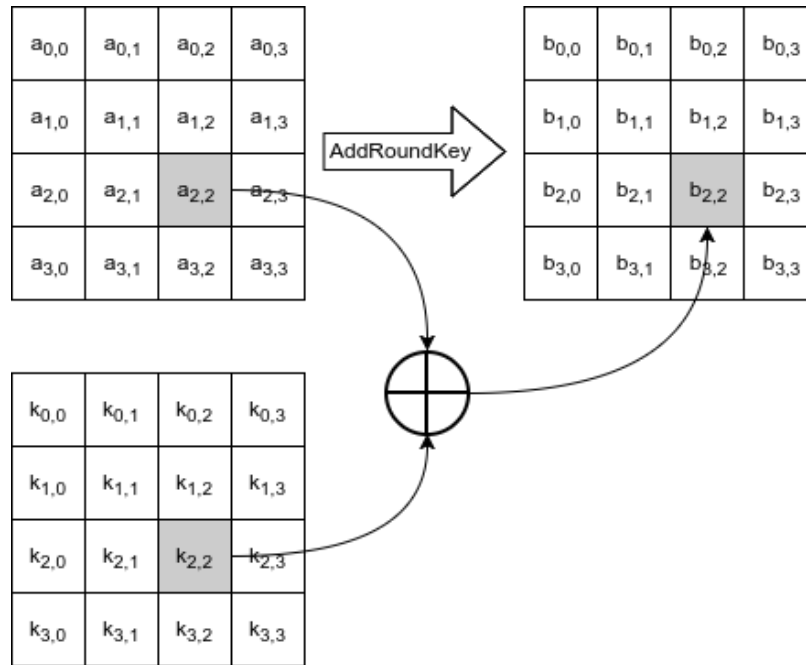 a0,0 a0,1 a0,2 a0,3
a1,0 a1,1 a1,2 a1,3
a2,0 a2,1 a2,2 a2,3
a3,0 a3,1 a3,2 a3,3
AddRoundKey
b0,0 b0,1 b0,2 b0,3
b1,0 b1,1 b1,2 b1,3
b2,0 b2,1 b2,2 b2,3
b3,0 b3,1 b3,2 b3,3
k0,0 k0,1 k0,2 k0,3
k1,0 k1,1 k1,2 k1,3
k2,0 k2,1 k2,2 k2,3
k3,0 k3,1 k3,2 k3,3